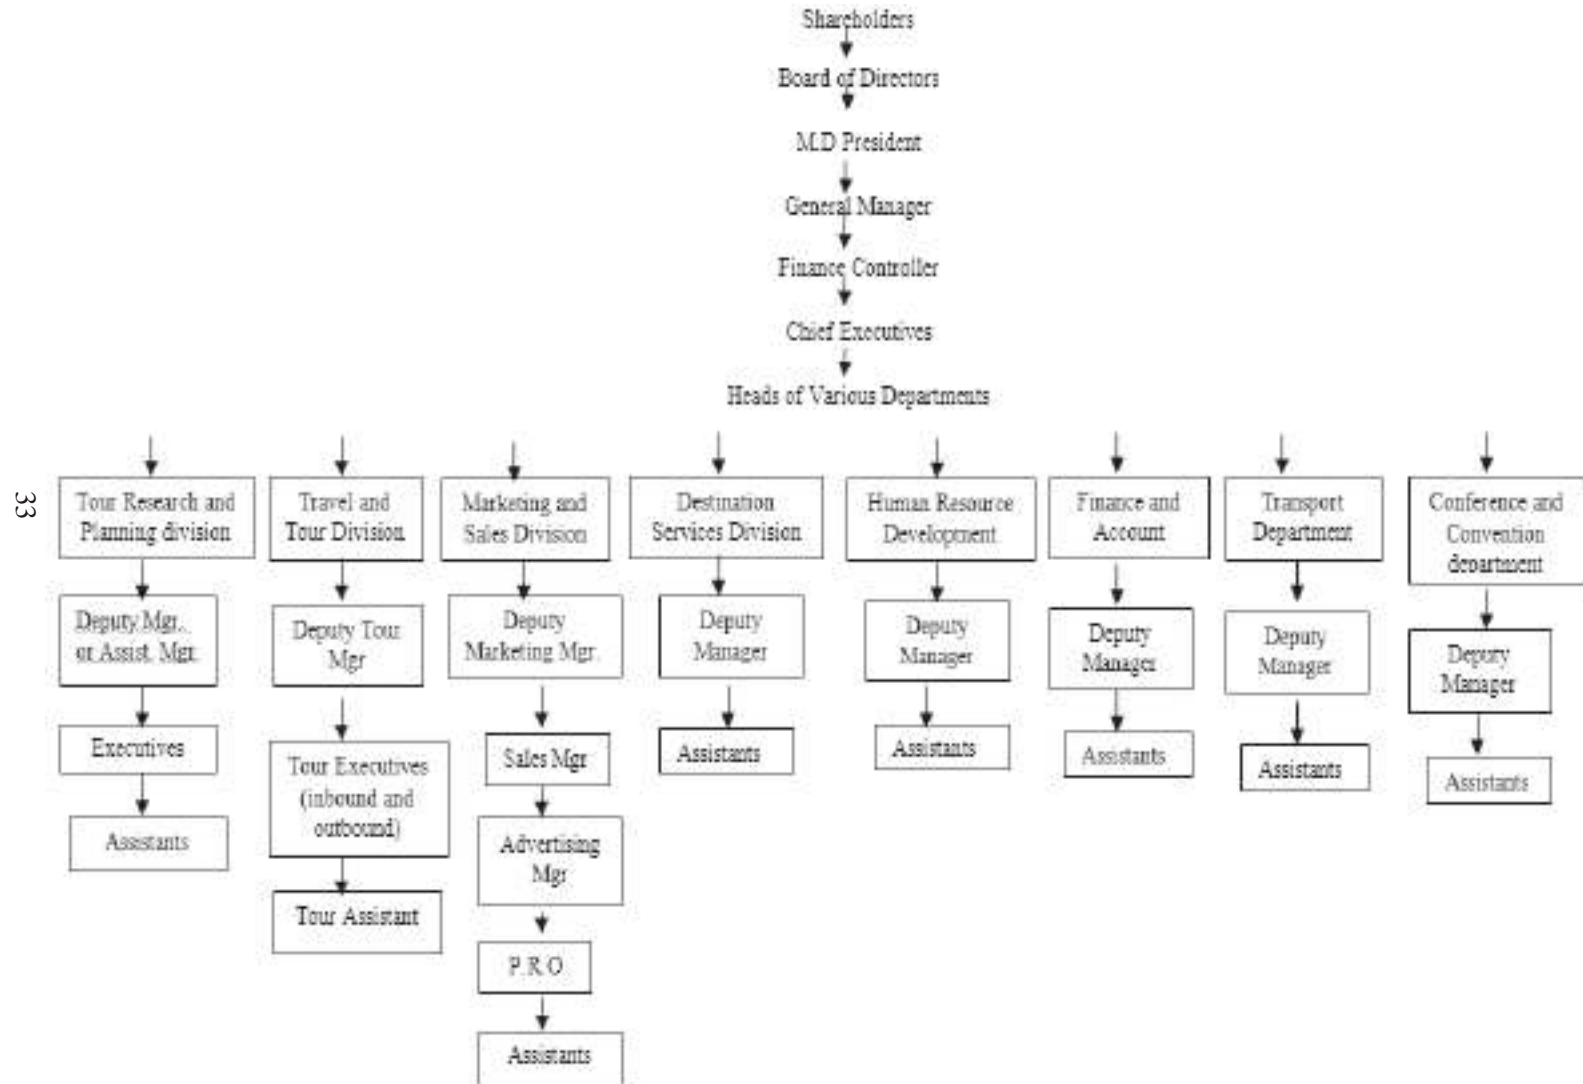 Shareholders
Board of Directors
M.D President
General Manager
Finance Controller
Chief Executives
Heads of Various Departments
33
Tour Research and
Planning division
Travel and
Tour Division
Marketing and
Sales Division
Destination
Services Division
Human Resource
Development
Finance and
Account
Transport
Department
Conference and
Convention
department
Deputy Mgr.
or Assist. Mgr.
Deputy Tour
Mgr
Deputy
Marketing Mgr.
Deputy
Manager
Deputy
Manager
Deputy
Manager
Deputy
Manager
Deputy
Manager
Executives
Tour Executives
(inbound and
outbound)
Sales Mgr
Assistants
Assistants
Assistants
Assistants
Assistants
Assistants
Tour Assistant
Advertising
Mgr
P.R.O
Assistants